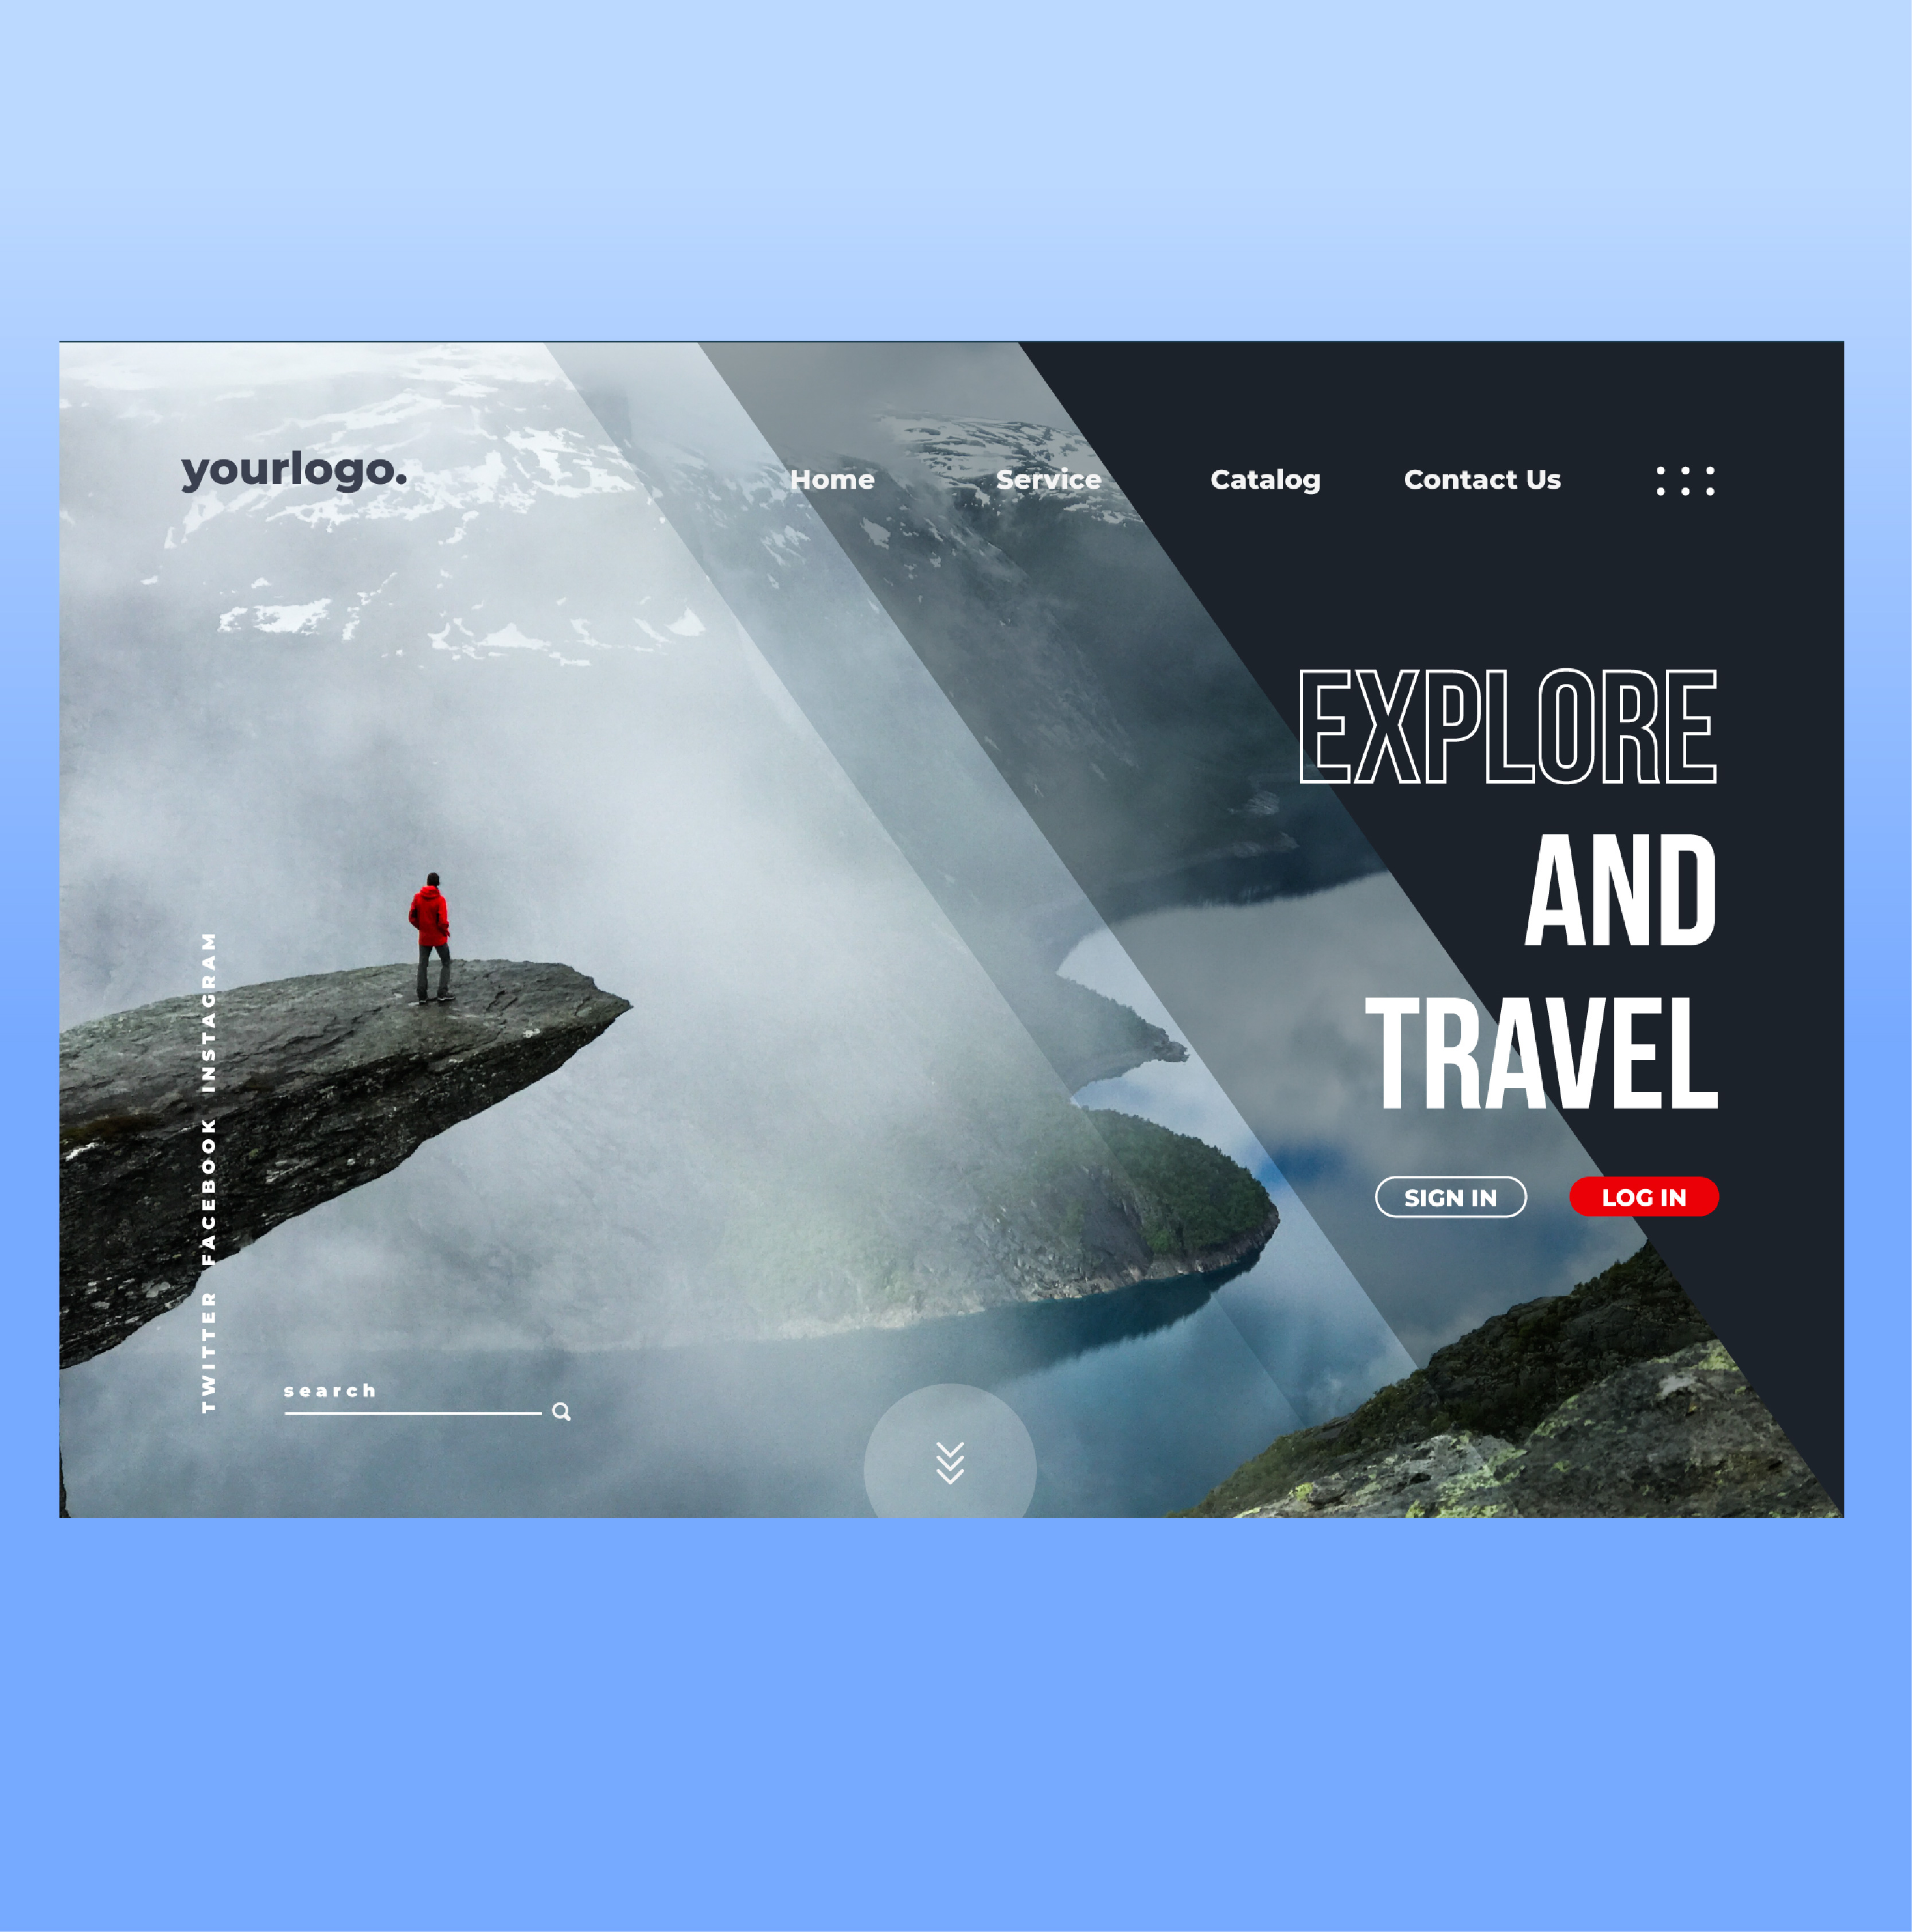 yourlogo.
Home Service Catalog Contact Us
EXPLORE
AND
TRAVEL
SIGN IN LOG IN
TWITTER FACEBOOK INSTAGRAM
search